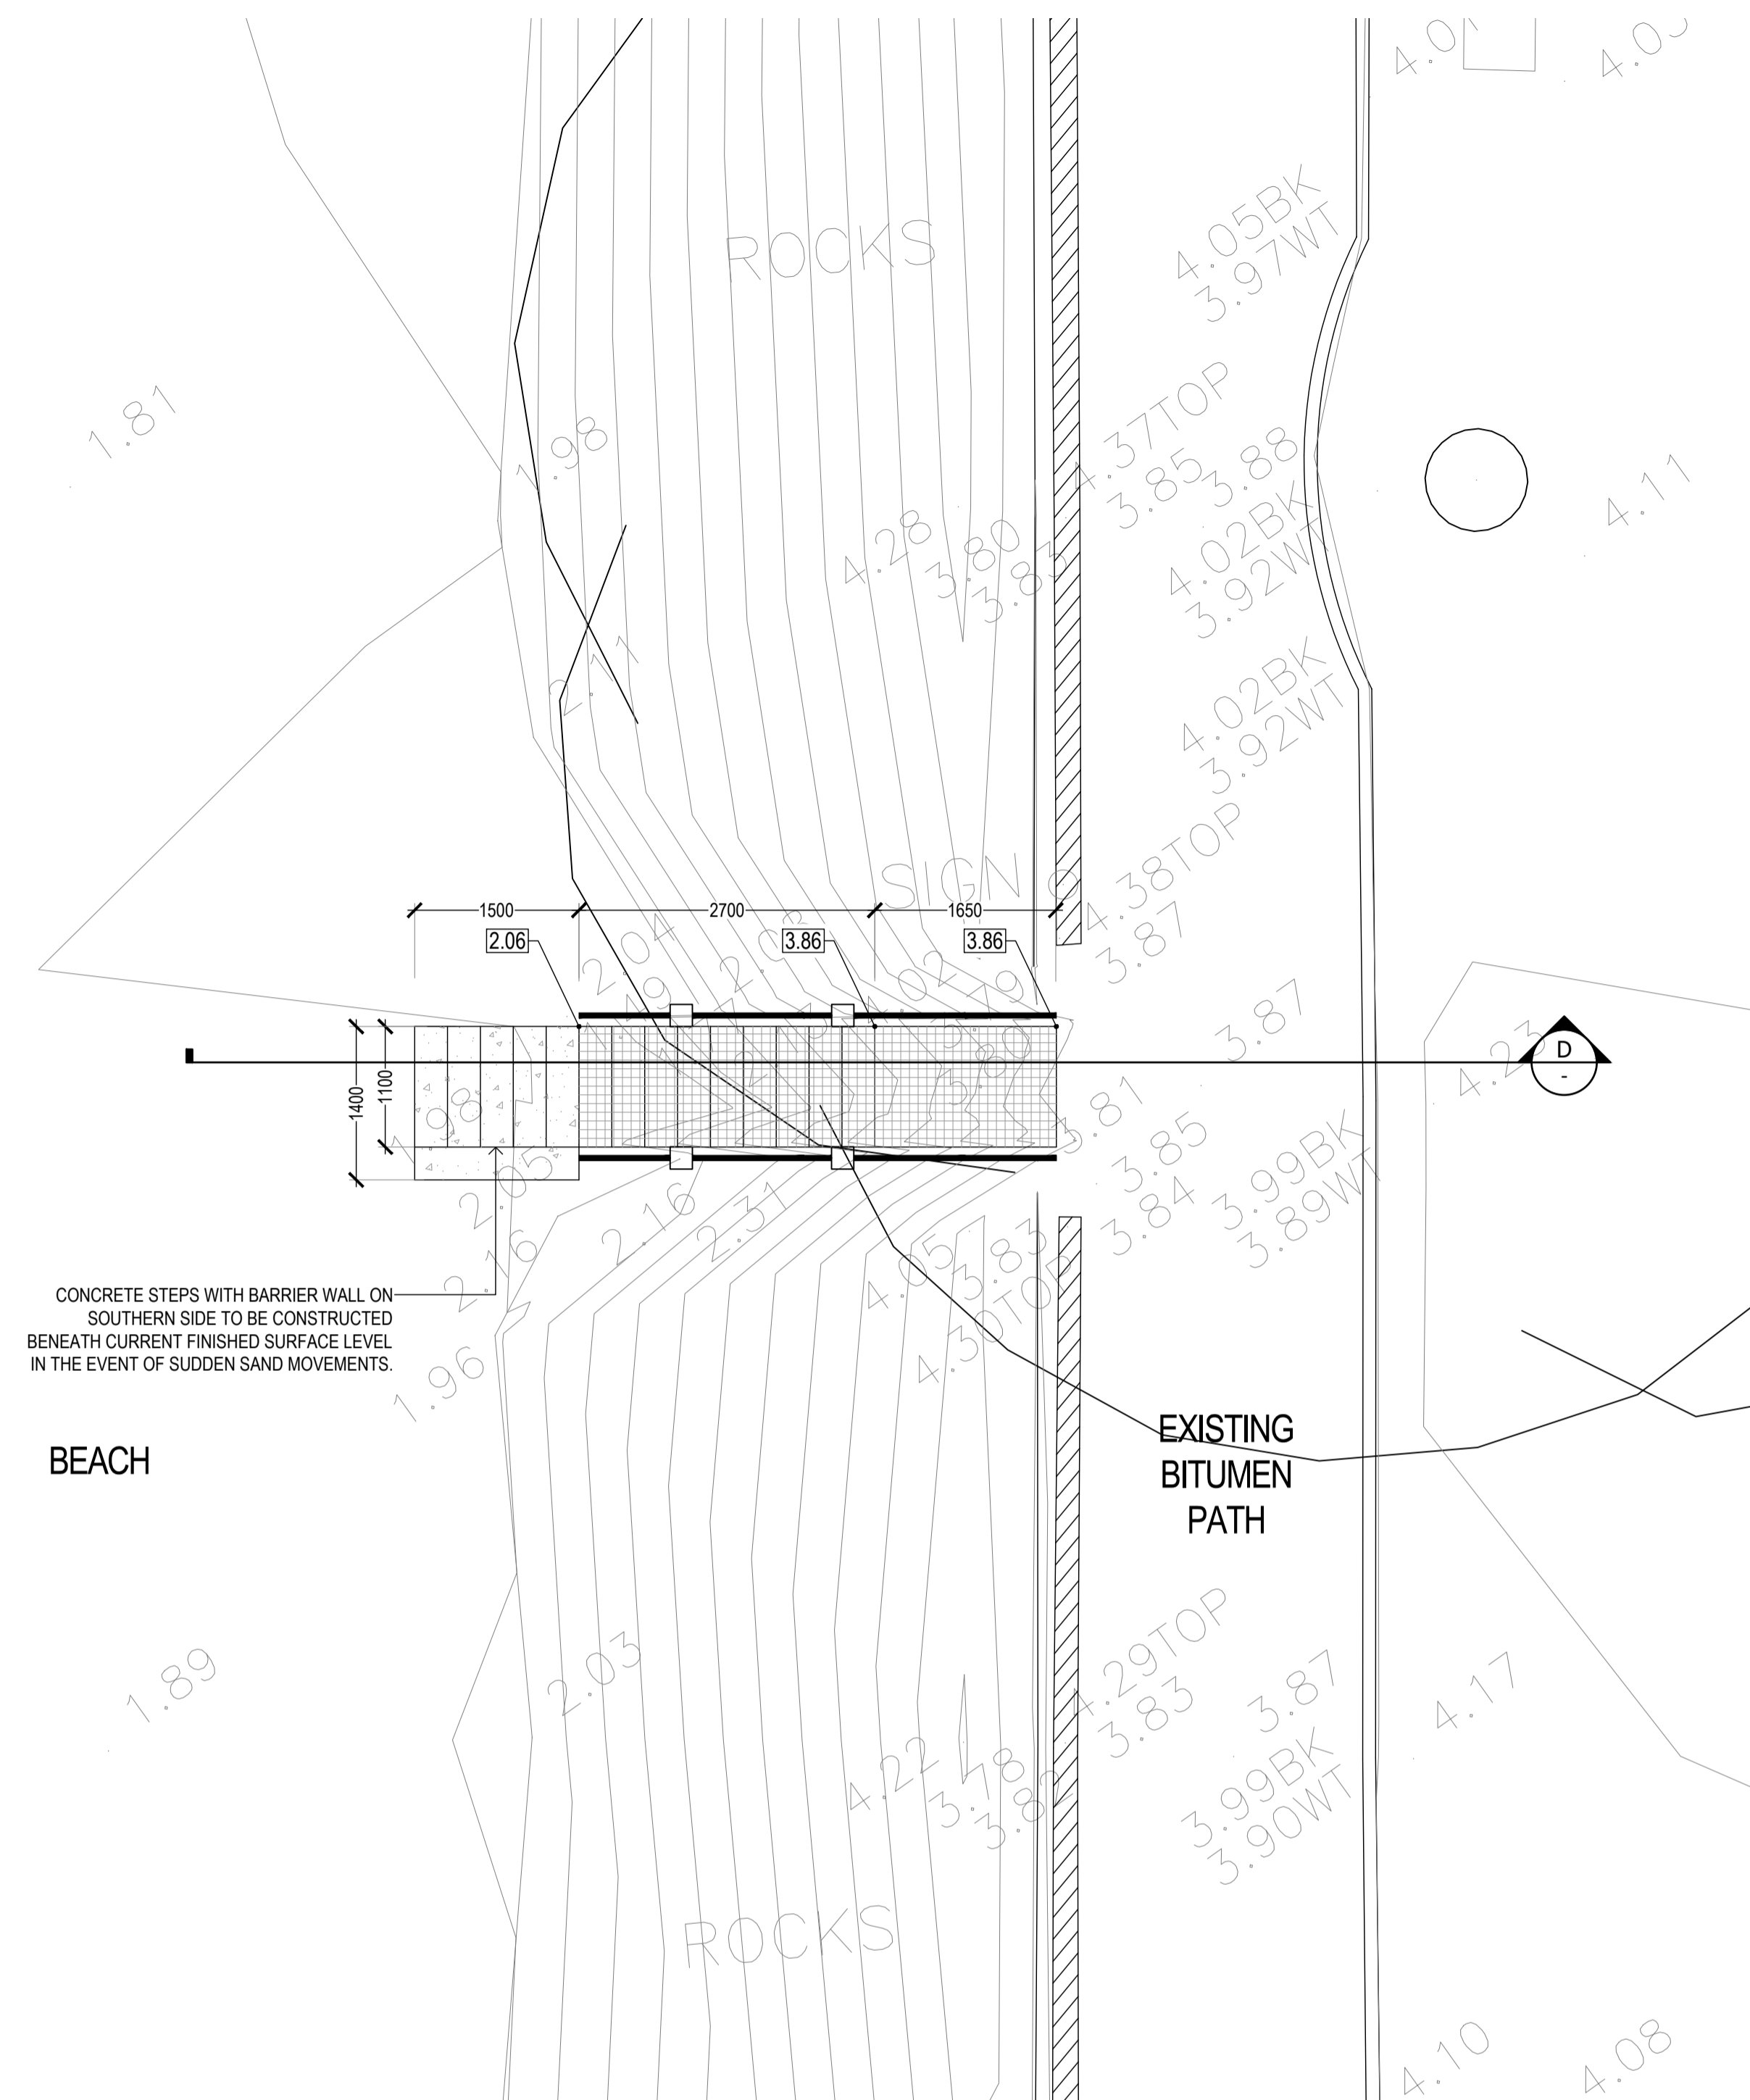 4.05
ROCKS
4.05BK
3.97WT
1.81
1.98
4.37TOP
3.85
3.88
4.11
4.28
3.80
3.83
4.02BK
3.92WT
2.11
4.02BK
3.92WT
4.38TOP
3.87
SIGN
1500
2700
1650
2.06
3.86
3.86
2.04
3.87
4.23
D
-
1400
1100
1.98
3.81
3.85
3.84
3.99BK
3.89WT
2.05
2.16
2.16
2.31
4.05
3.83
4.30TOP
CONCRETE STEPS WITH BARRIER WALL ON
SOUTHERN SIDE TO BE CONSTRUCTED
BENEATH CURRENT FINISHED SURFACE LEVEL
IN THE EVENT OF SUDDEN SAND MOVEMENTS.
1.96
BEACH
EXISTING
BITUMEN
PATH
1.89
2.03
4.29TOP
3.83
3.87
4.17
4.22
3.82
3.99BK
3.90WT
ROCKS
4.10
4.08